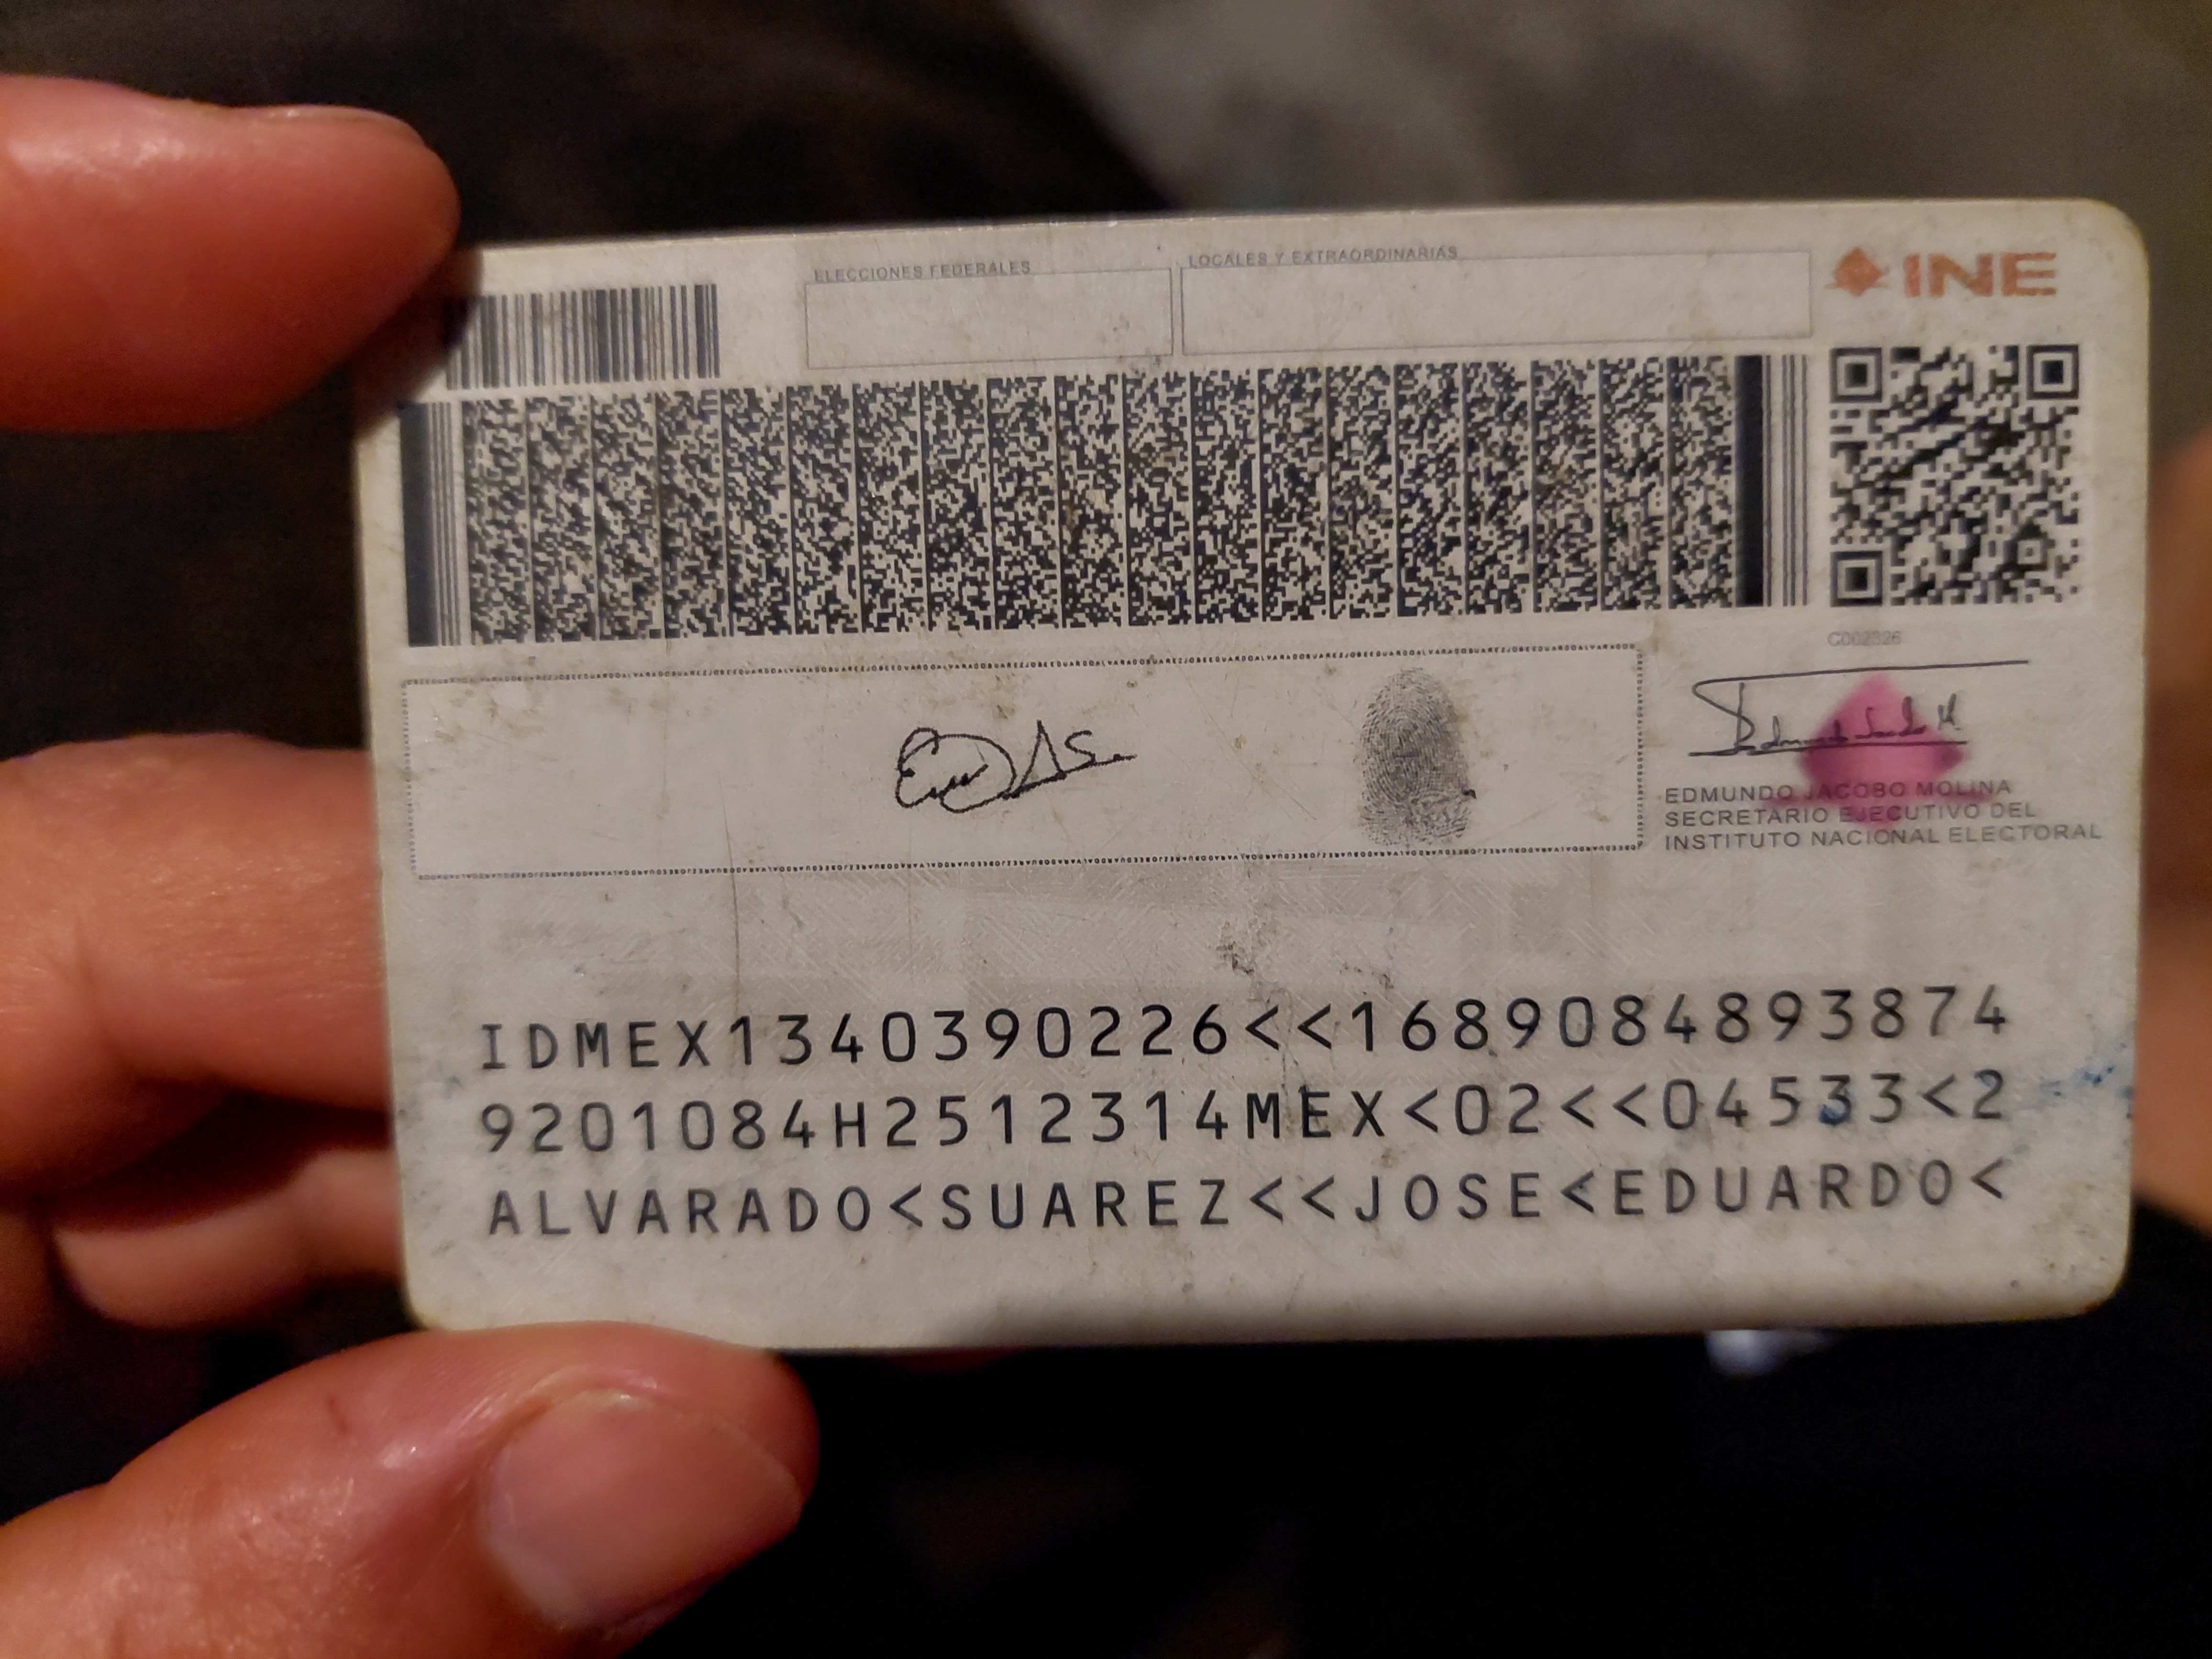 ELECCIONES FEDERALES
LOCALES Y EXTRAORDINARIAS
INE
C002826
EDMUNDO JACOBO MOLINA
SECRETARIO EJECUTIVO DEL
INSTITUTO NACIONAL ELECTORAL
IDMEX1340390226<<1689084893874
9201084H2512314MEX<02<<04533<2
ALVARADO<SUAREZ<<JOSE<EDUARDO<